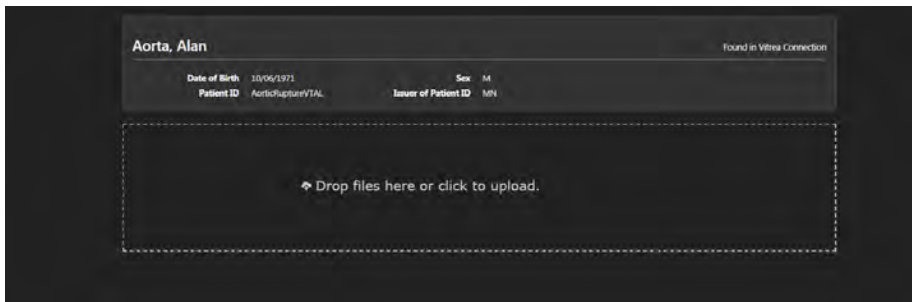 Aorta, Alan Found in Vitrea Connection
Date of Birth 10/06/1971 Sex M
Patient ID AorticRuptureVTAL Issuer of Patient ID MN
Drop files here or click to upload.